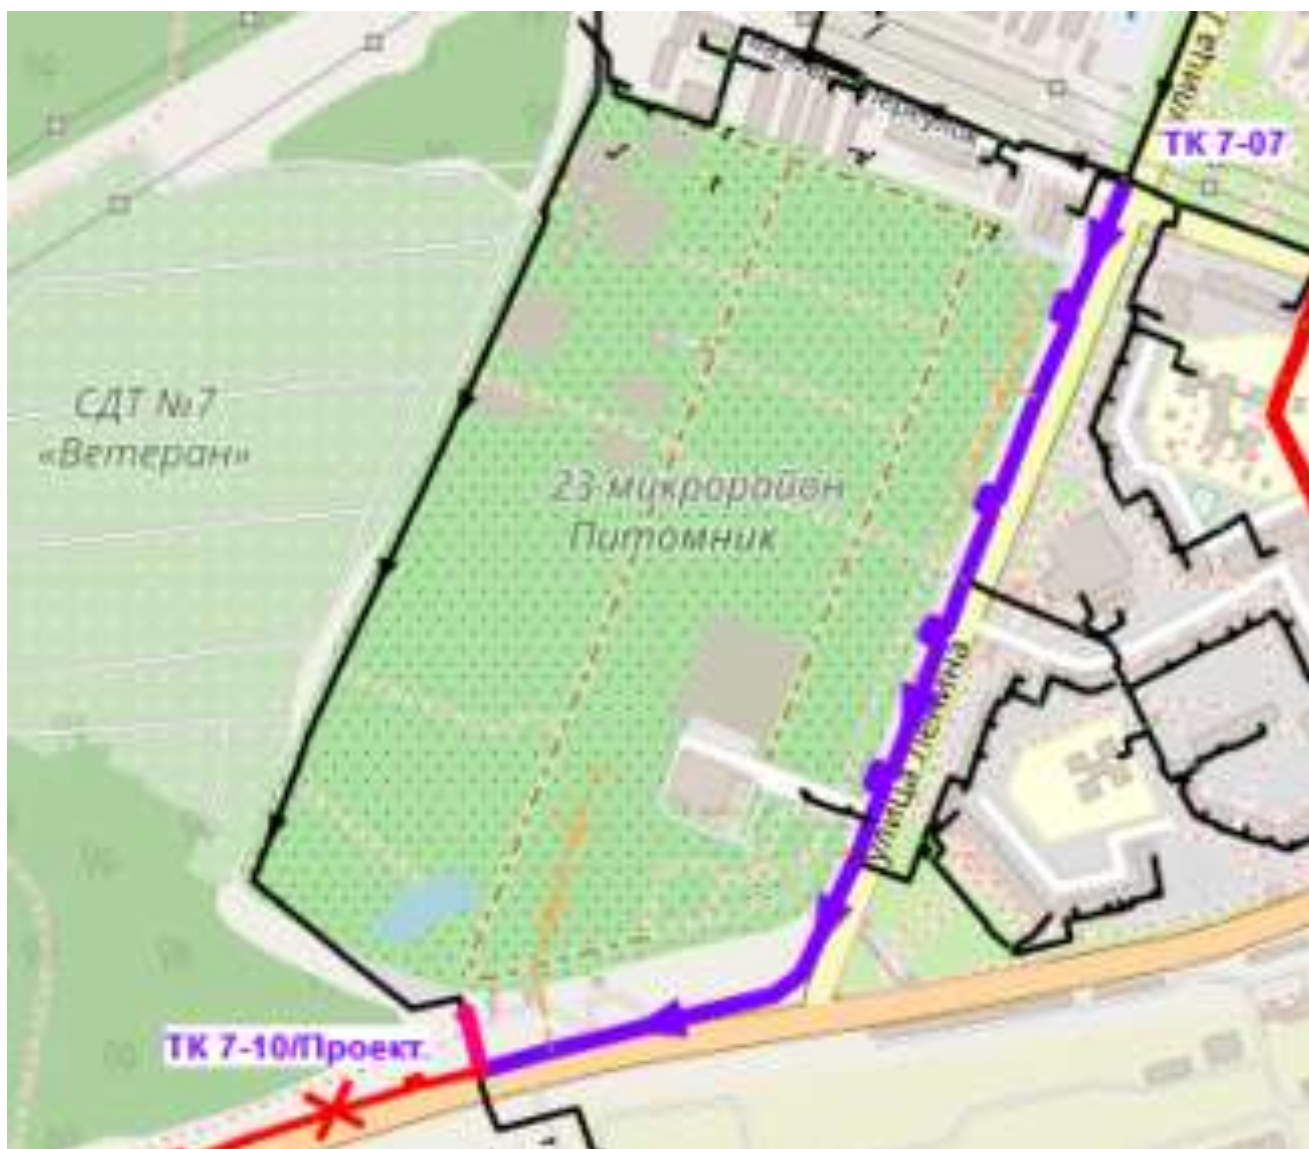 ТК 7-07
СДТ №7
«Ветеран»
23 микрорайон
Питомник
улица Ленина
ТК 7-10/Проект.